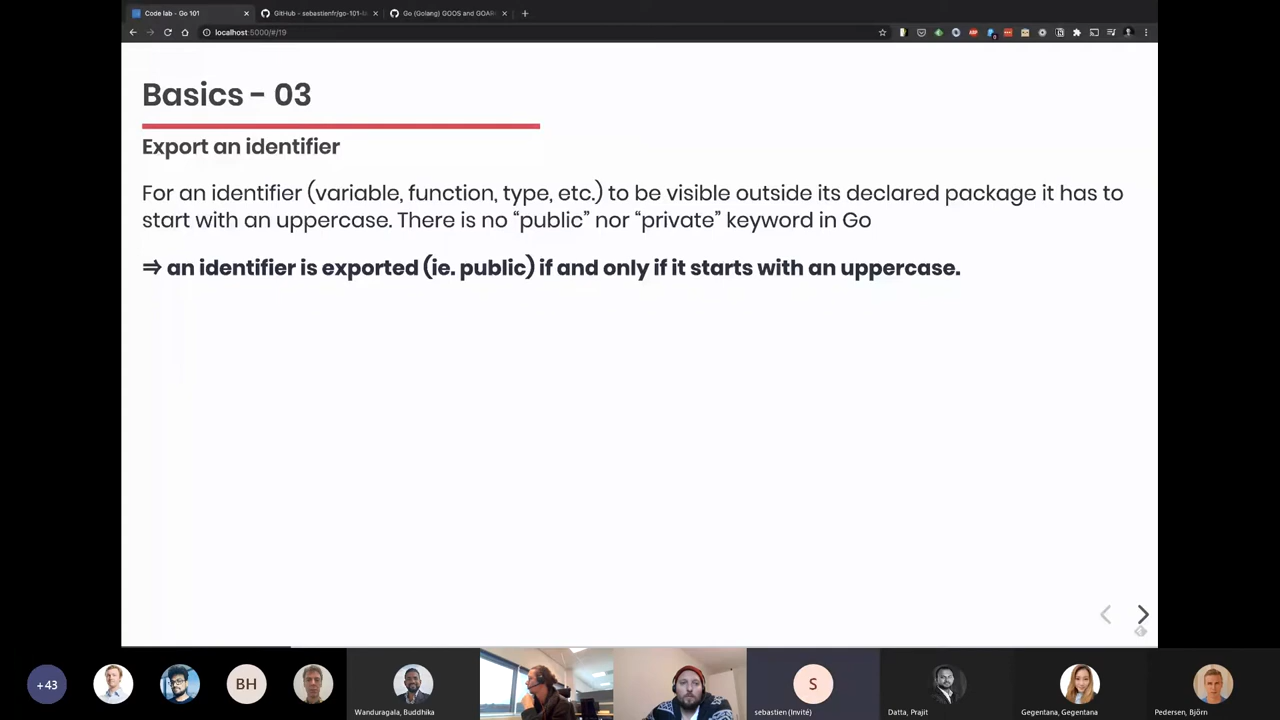 Code lab - Go 101
GitHub - sebastienfr/go-101-
Go (Golang) GOOS and GOAR
localhost:5000/#/19
Basics - 03
Export an identifier
For an identifier (variable, function, type, etc.) to be visible outside its declared package it has to
start with an uppercase. There is no “public” nor “private” keyword in Go
⇒ an identifier is exported (ie. public) if and only if it starts with an uppercase.
+43
BH
S
Wanduragala, Buddhika
sebastien (Invité)
Datta, Prajit
Gegentana, Gegentana
Pedersen, Björn